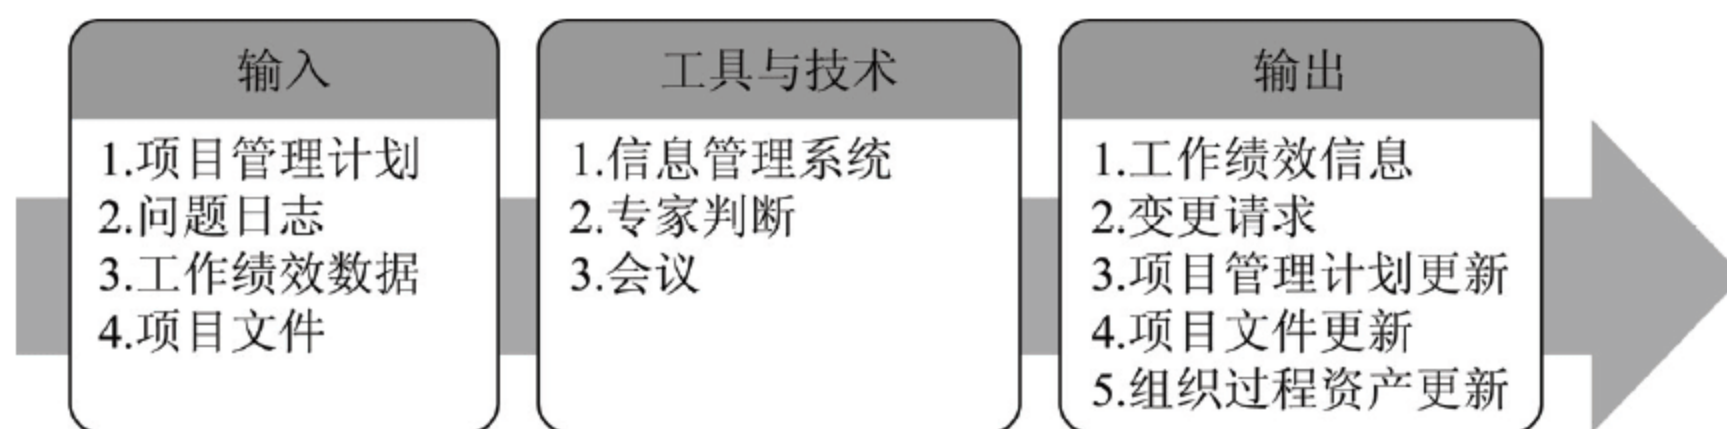 输入
1.项目管理计划
2.问题日志
3.工作绩效数据
4.项目文件
工具与技术
1.信息管理系统
2.专家判断
3.会议
输出
1.工作绩效信息
2.变更请求
3.项目管理计划更新
4.项目文件更新
5.组织过程资产更新